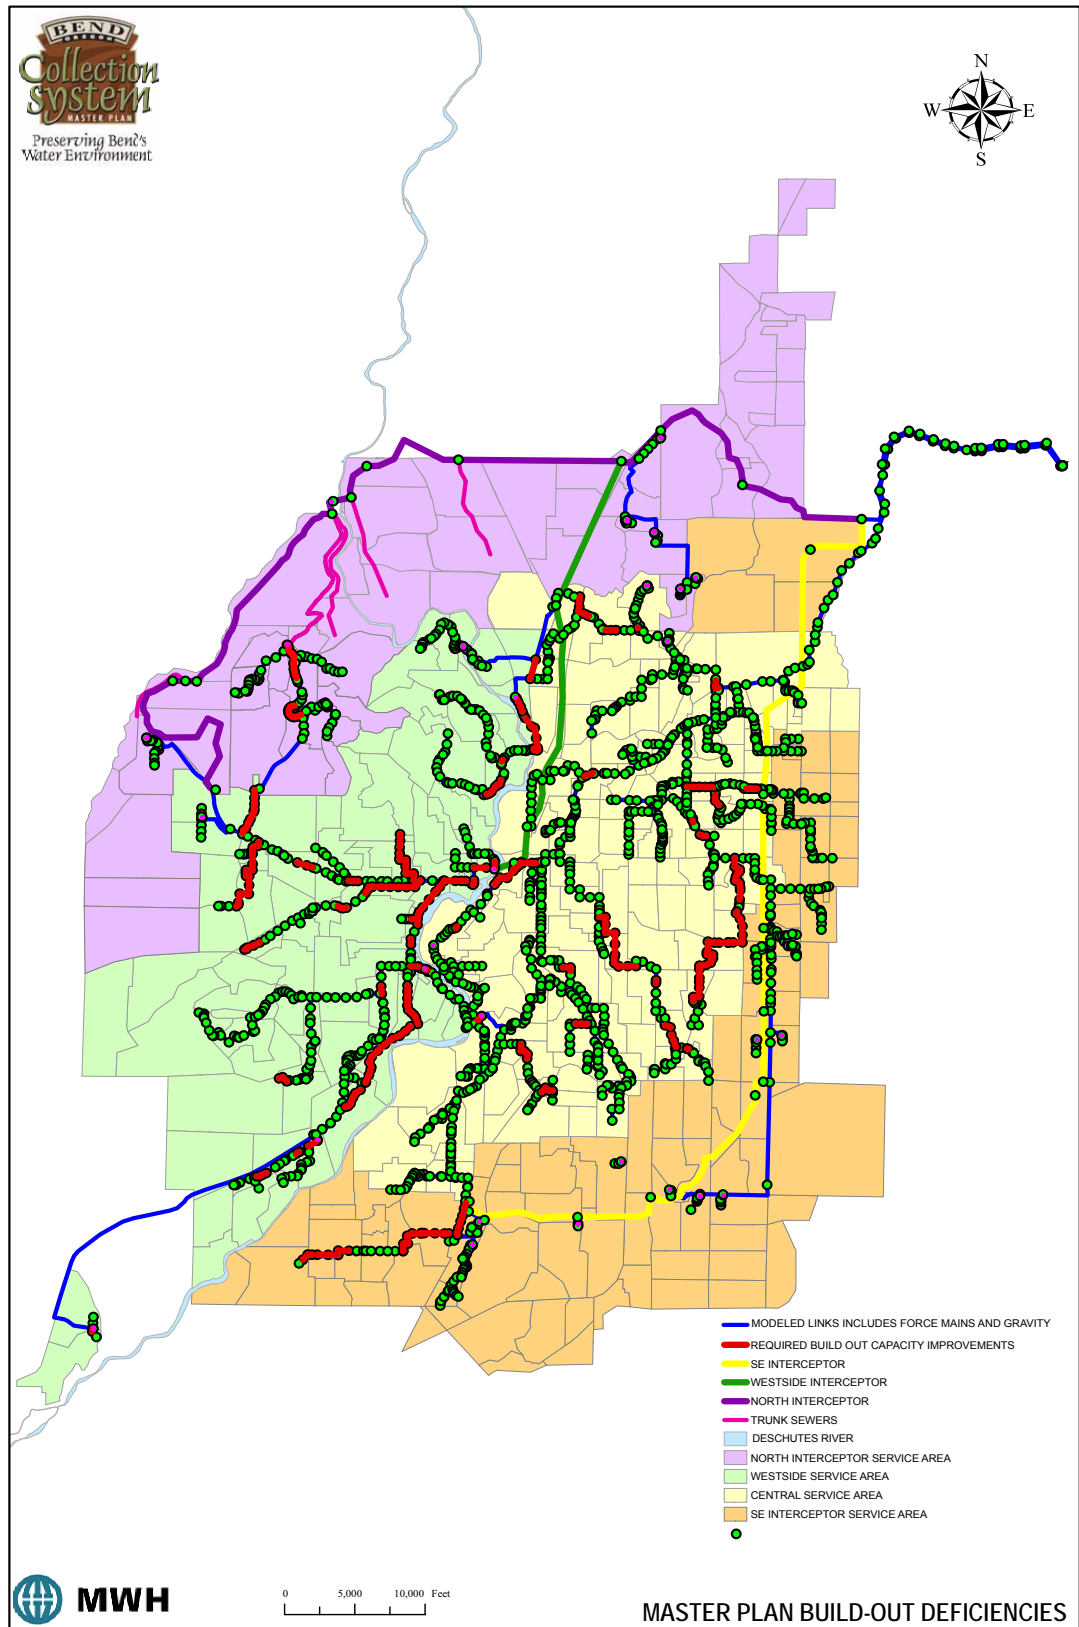 BEND
OREGON
Collection
System
MASTER PLAN
Preserving Bend's
Water Environment
N
W E
S
MODELED LINKS INCLUDES FORCE MAINS AND GRAVITY
REQUIRED BUILD OUT CAPACITY IMPROVEMENTS
SE INTERCEPTOR
WESTSIDE INTERCEPTOR
NORTH INTERCEPTOR
TRUNK SEWERS
DESCHUTES RIVER
NORTH INTERCEPTOR SERVICE AREA
WESTSIDE SERVICE AREA
CENTRAL SERVICE AREA
SE INTERCEPTOR SERVICE AREA
MWH
0 5,000 10,000 Feet
MASTER PLAN BUILD-OUT DEFICIENCIES